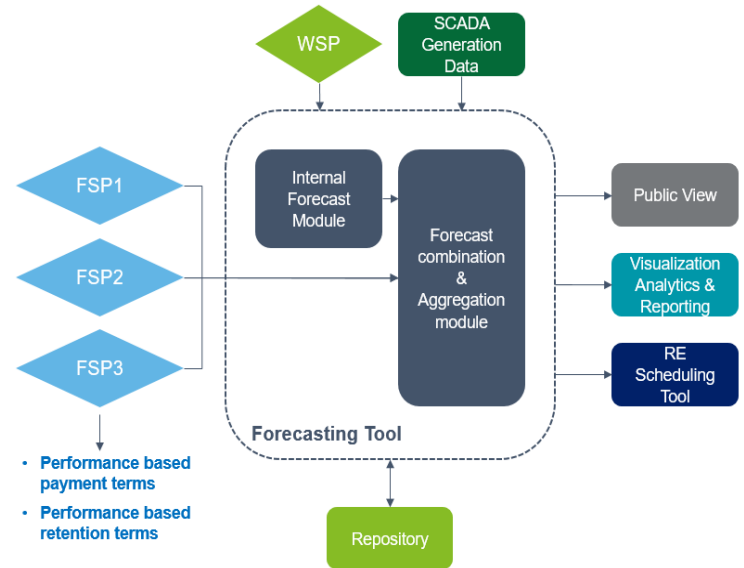 WSP
SCADA
Generation
Data
FSP1
FSP2
FSP3
Internal
Forecast
Module
Forecast
combination
&
Aggregation
module
Forecasting Tool
Public View
Visualization
Analytics &
Reporting
RE
Scheduling
Tool
• Performance based
payment terms
• Performance based
retention terms
Repository